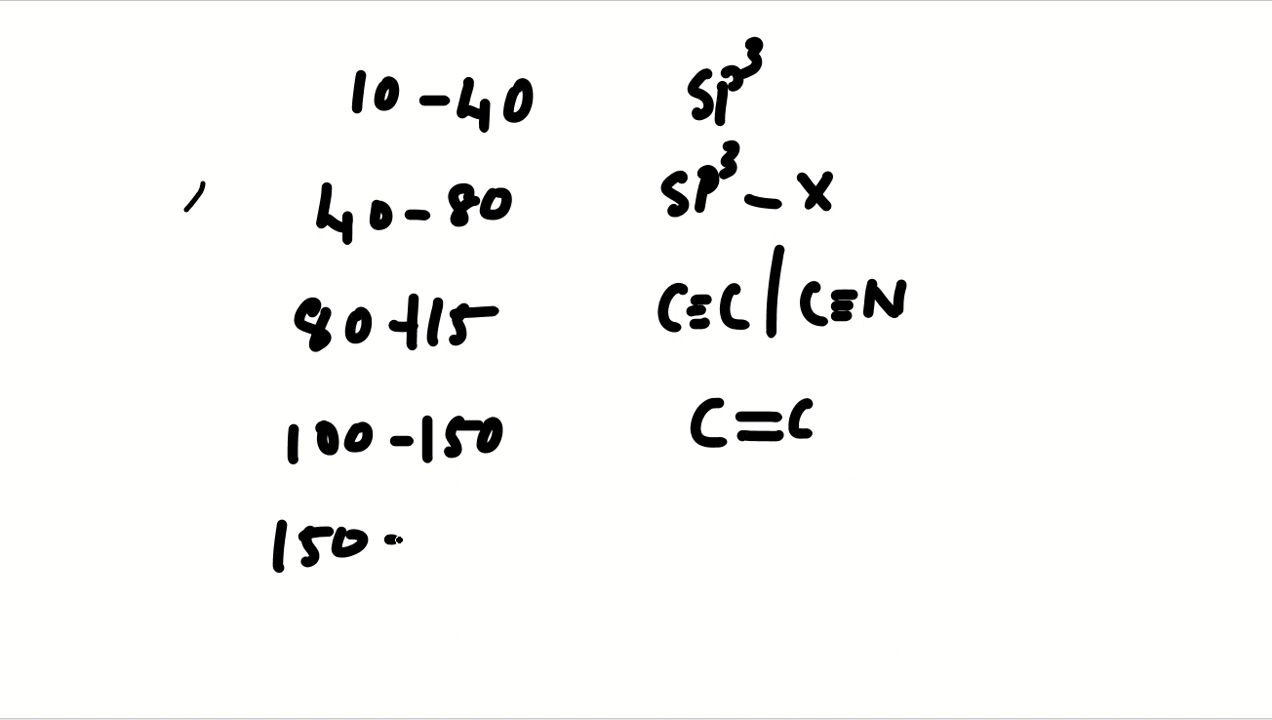 10 - 40 SP³
40 - 80 SP³ - X
80 - 115 C≡C / C≡N
100 - 150 C=C
150 -